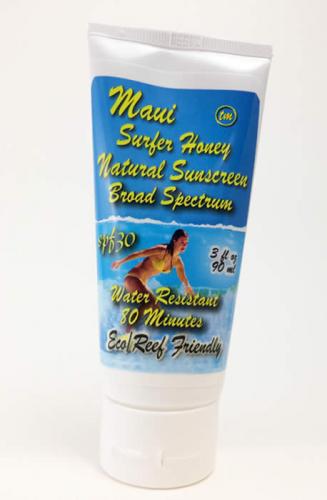 Maui
tm
Surfer Honey
Natural Sunscreen
Broad Spectrum
spf30
3 fl oz
90 ml
Water Resistant
80 Minutes
Eco/Reef Friendly